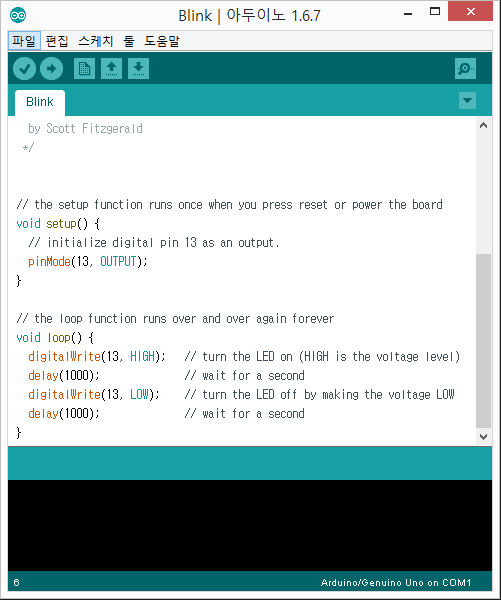 Blink | 아두이노 1.6.7
파일 편집 스케치 툴 도움말
Blink
by Scott Fitzgerald
*/
// the setup function runs once when you press reset or power the board
void setup() {
// initialize digital pin 13 as an output.
pinMode(13, OUTPUT);
}
// the loop function runs over and over again forever
void loop() {
digitalWrite(13, HIGH);   // turn the LED on (HIGH is the voltage level)
delay(1000);              // wait for a second
digitalWrite(13, LOW);    // turn the LED off by making the voltage LOW
delay(1000);              // wait for a second
}
6 Arduino/Genuino Uno on COM1